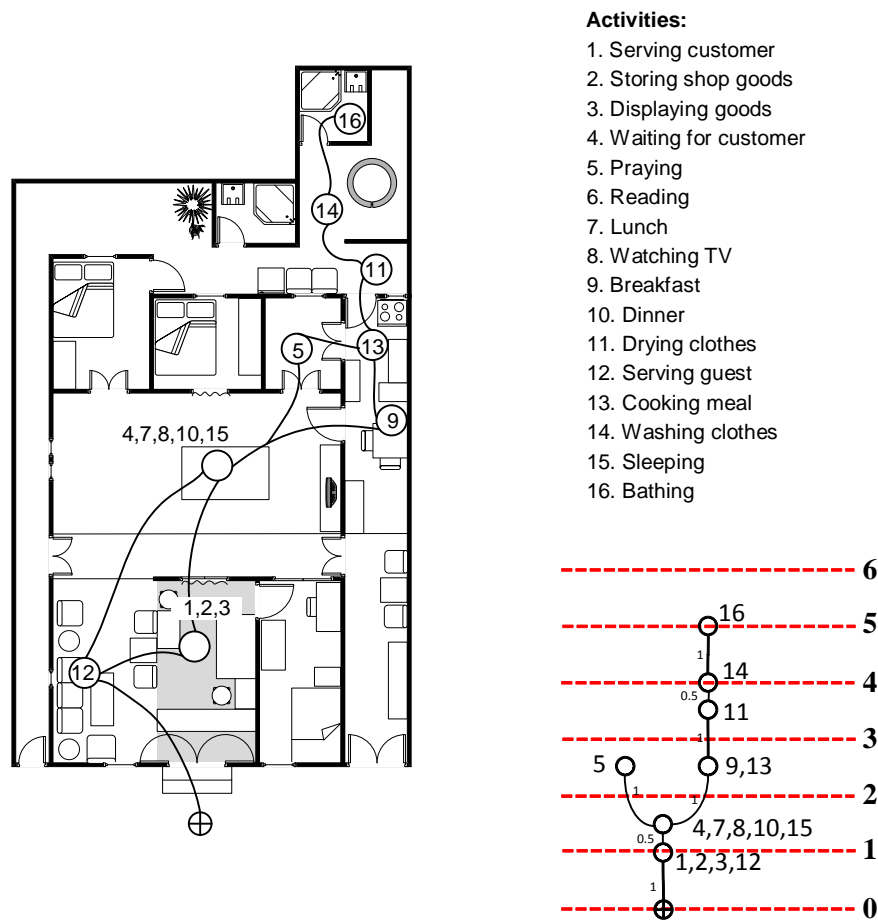 Activities:
1. Serving customer
2. Storing shop goods
3. Displaying goods
4. Waiting for customer
5. Praying
6. Reading
7. Lunch
8. Watching TV
9. Breakfast
10. Dinner
11. Drying clothes
12. Serving guest
13. Cooking meal
14. Washing clothes
15. Sleeping
16. Bathing
16
14
11
5
13
9
4,7,8,10,15
1,2,3
12
6
16
5
1
14
4
0.5
11
1
3
5
9,13
1
1
2
4,7,8,10,15
0.5
1,2,3,12
1
1
0